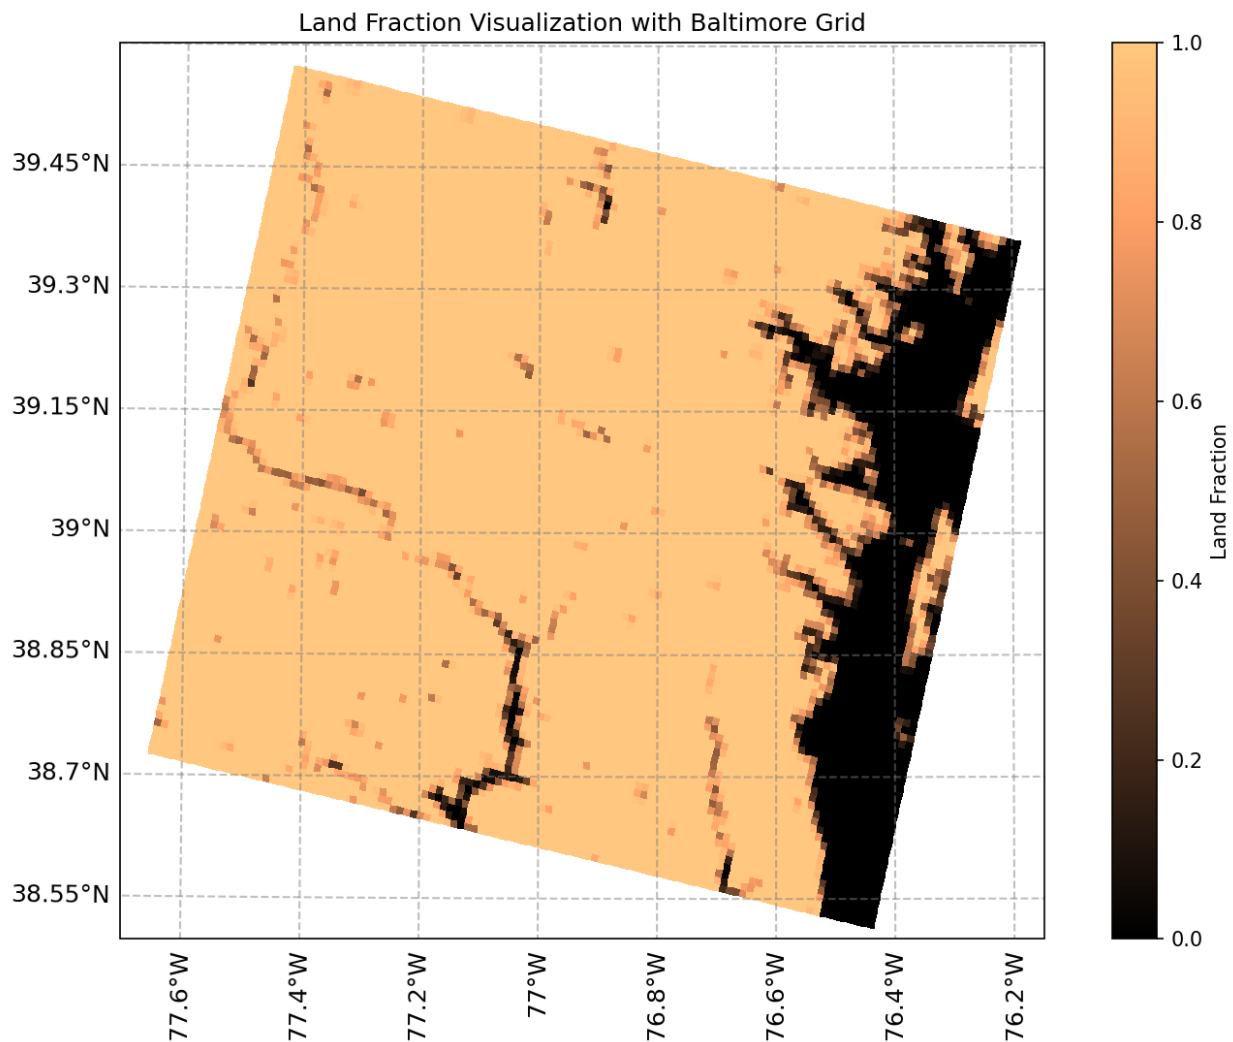 Land Fraction Visualization with Baltimore Grid
39.45°N
39.3°N
39.15°N
39°N
38.85°N
38.7°N
38.55°N
77.6°W
77.4°W
77.2°W
77°W
76.8°W
76.6°W
76.4°W
76.2°W
1.0
0.8
0.6
0.4
0.2
0.0
Land Fraction